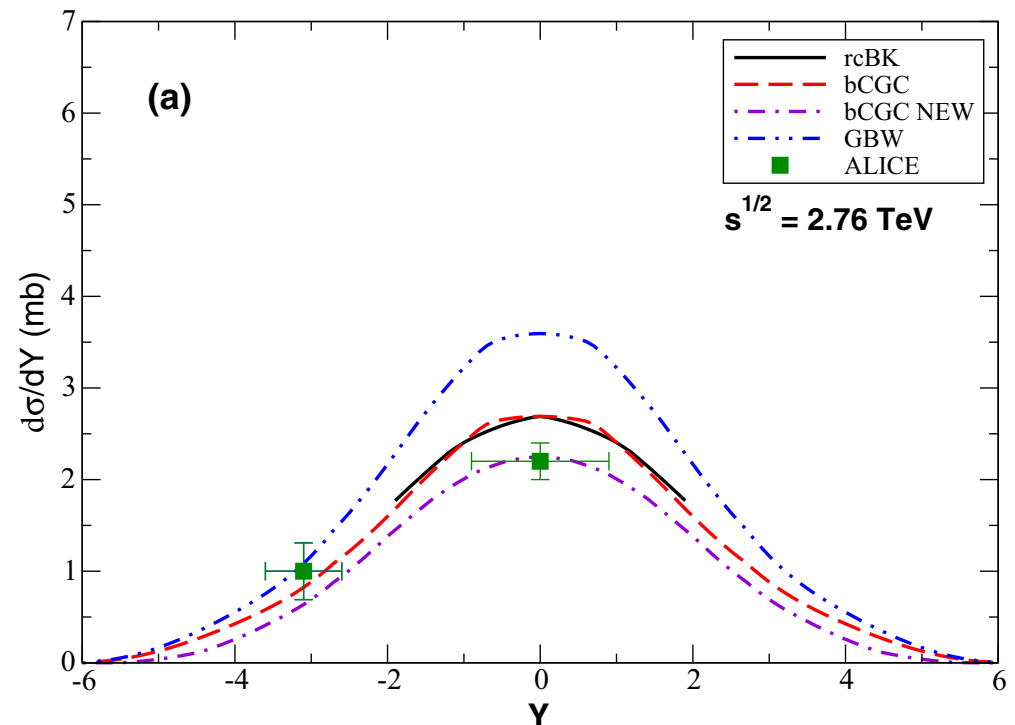 7
6
5
4
3
2
1
0
dσ/dY (mb)
(a)
rcBK
bCGC
bCGC NEW
GBW
ALICE
s^1/2 = 2.76 TeV
-6 -4 -2 0 2 4 6
Y